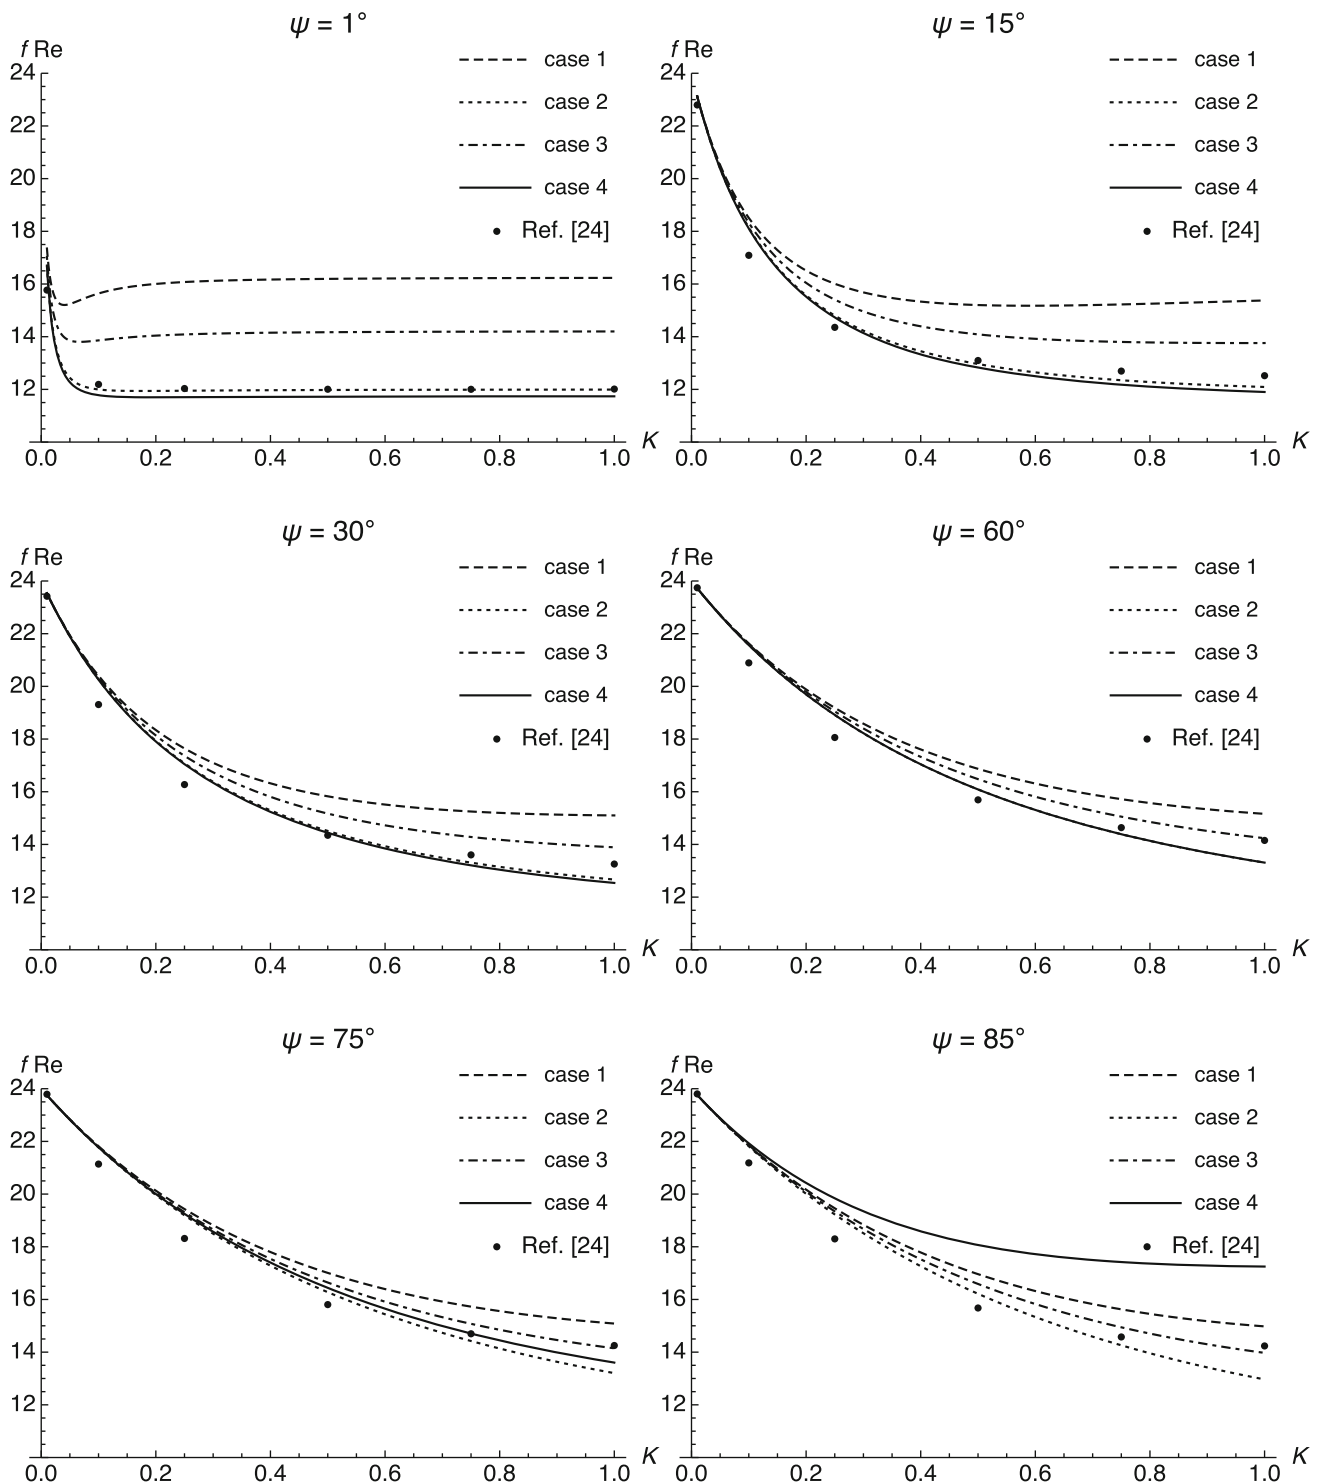 ψ = 1°
f Re
24
22
20
18
16
14
12
0.0 0.2 0.4 0.6 0.8 1.0 K
case 1
case 2
case 3
case 4
Ref. [24]
ψ = 15°
f Re
24
22
20
18
16
14
12
0.0 0.2 0.4 0.6 0.8 1.0 K
case 1
case 2
case 3
case 4
Ref. [24]
ψ = 30°
f Re
24
22
20
18
16
14
12
0.0 0.2 0.4 0.6 0.8 1.0 K
case 1
case 2
case 3
case 4
Ref. [24]
ψ = 60°
f Re
24
22
20
18
16
14
12
0.0 0.2 0.4 0.6 0.8 1.0 K
case 1
case 2
case 3
case 4
Ref. [24]
ψ = 75°
f Re
24
22
20
18
16
14
12
0.0 0.2 0.4 0.6 0.8 1.0 K
case 1
case 2
case 3
case 4
Ref. [24]
ψ = 85°
f Re
24
22
20
18
16
14
12
0.0 0.2 0.4 0.6 0.8 1.0 K
case 1
case 2
case 3
case 4
Ref. [24]